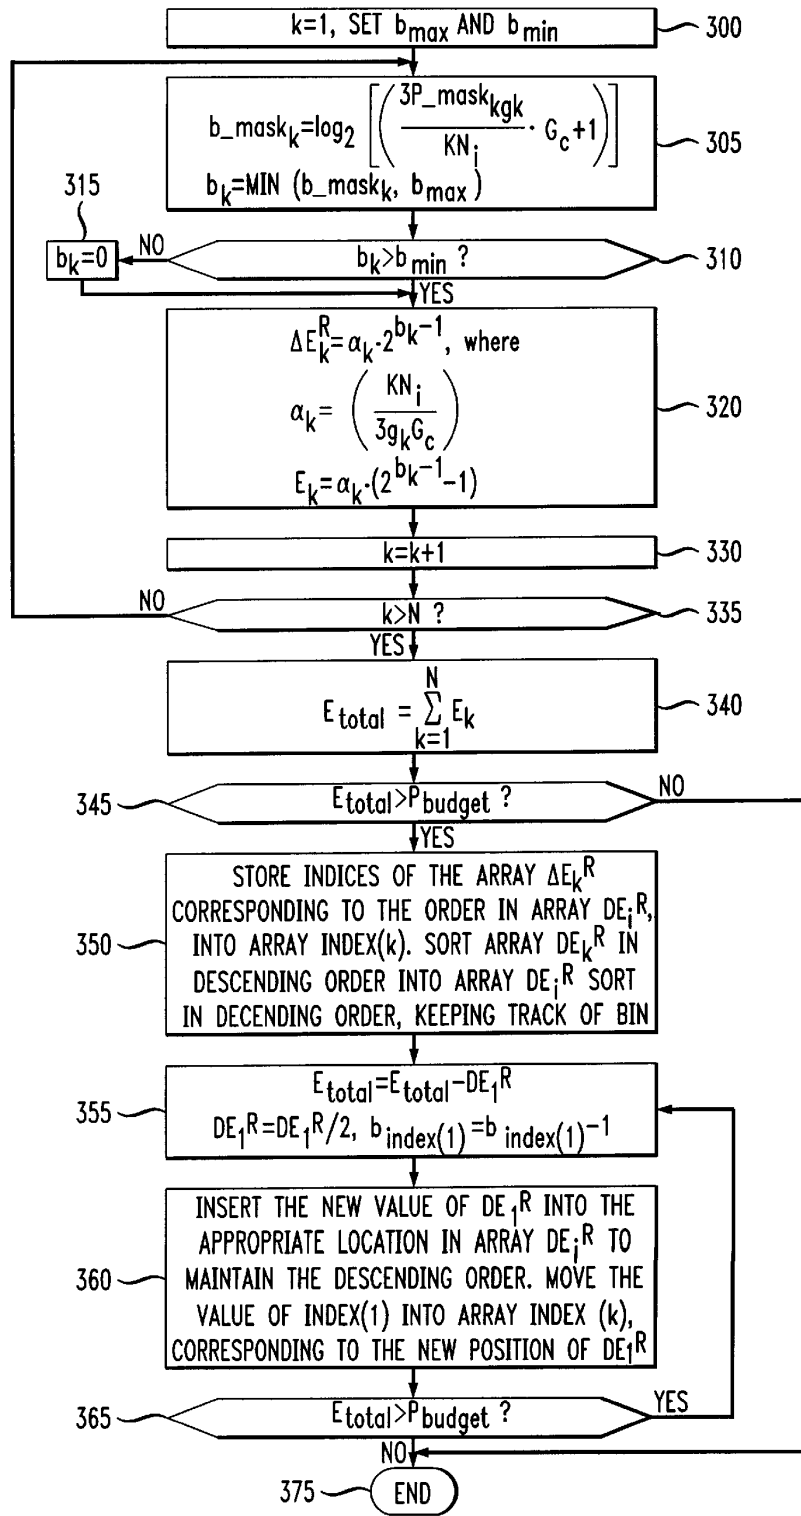 k=1, SET b_max AND b_min
300
b_mask_k=log_2 [(3P_mask_kgk / KN_i · G_c+1)]
b_k=MIN (b_mask_k, b_max)
305
315
b_k=0
NO
b_k>b_min ?
310
YES
ΔE_k^R=α_k·2^(b_k-1), where
α_k= (KN_i / 3g_kG_c)
E_k=α_k·(2^(b_k-1)-1)
320
k=k+1
330
NO
k>N ?
335
YES
E_total = ∑_(k=1)^N E_k
340
345
E_total>P_budget ?
NO
YES
350
STORE INDICES OF THE ARRAY ΔE_k^R
CORRESPONDING TO THE ORDER IN ARRAY DE_i^R,
INTO ARRAY INDEX(k). SORT ARRAY DE_k^R IN
DESCENDING ORDER INTO ARRAY DE_i^R SORT
IN DECENDING ORDER, KEEPING TRACK OF BIN
355
E_total=E_total-DE_1^R
DE_1^R=DE_1^R/2, b_index(1)=b_index(1)-1
360
INSERT THE NEW VALUE OF DE_1^R INTO THE
APPROPRIATE LOCATION IN ARRAY DE_i^R TO
MAINTAIN THE DESCENDING ORDER. MOVE THE
VALUE OF INDEX(1) INTO ARRAY INDEX (k),
CORRESPONDING TO THE NEW POSITION OF DE_1^R
365
E_total>P_budget ?
YES
NO
375
END